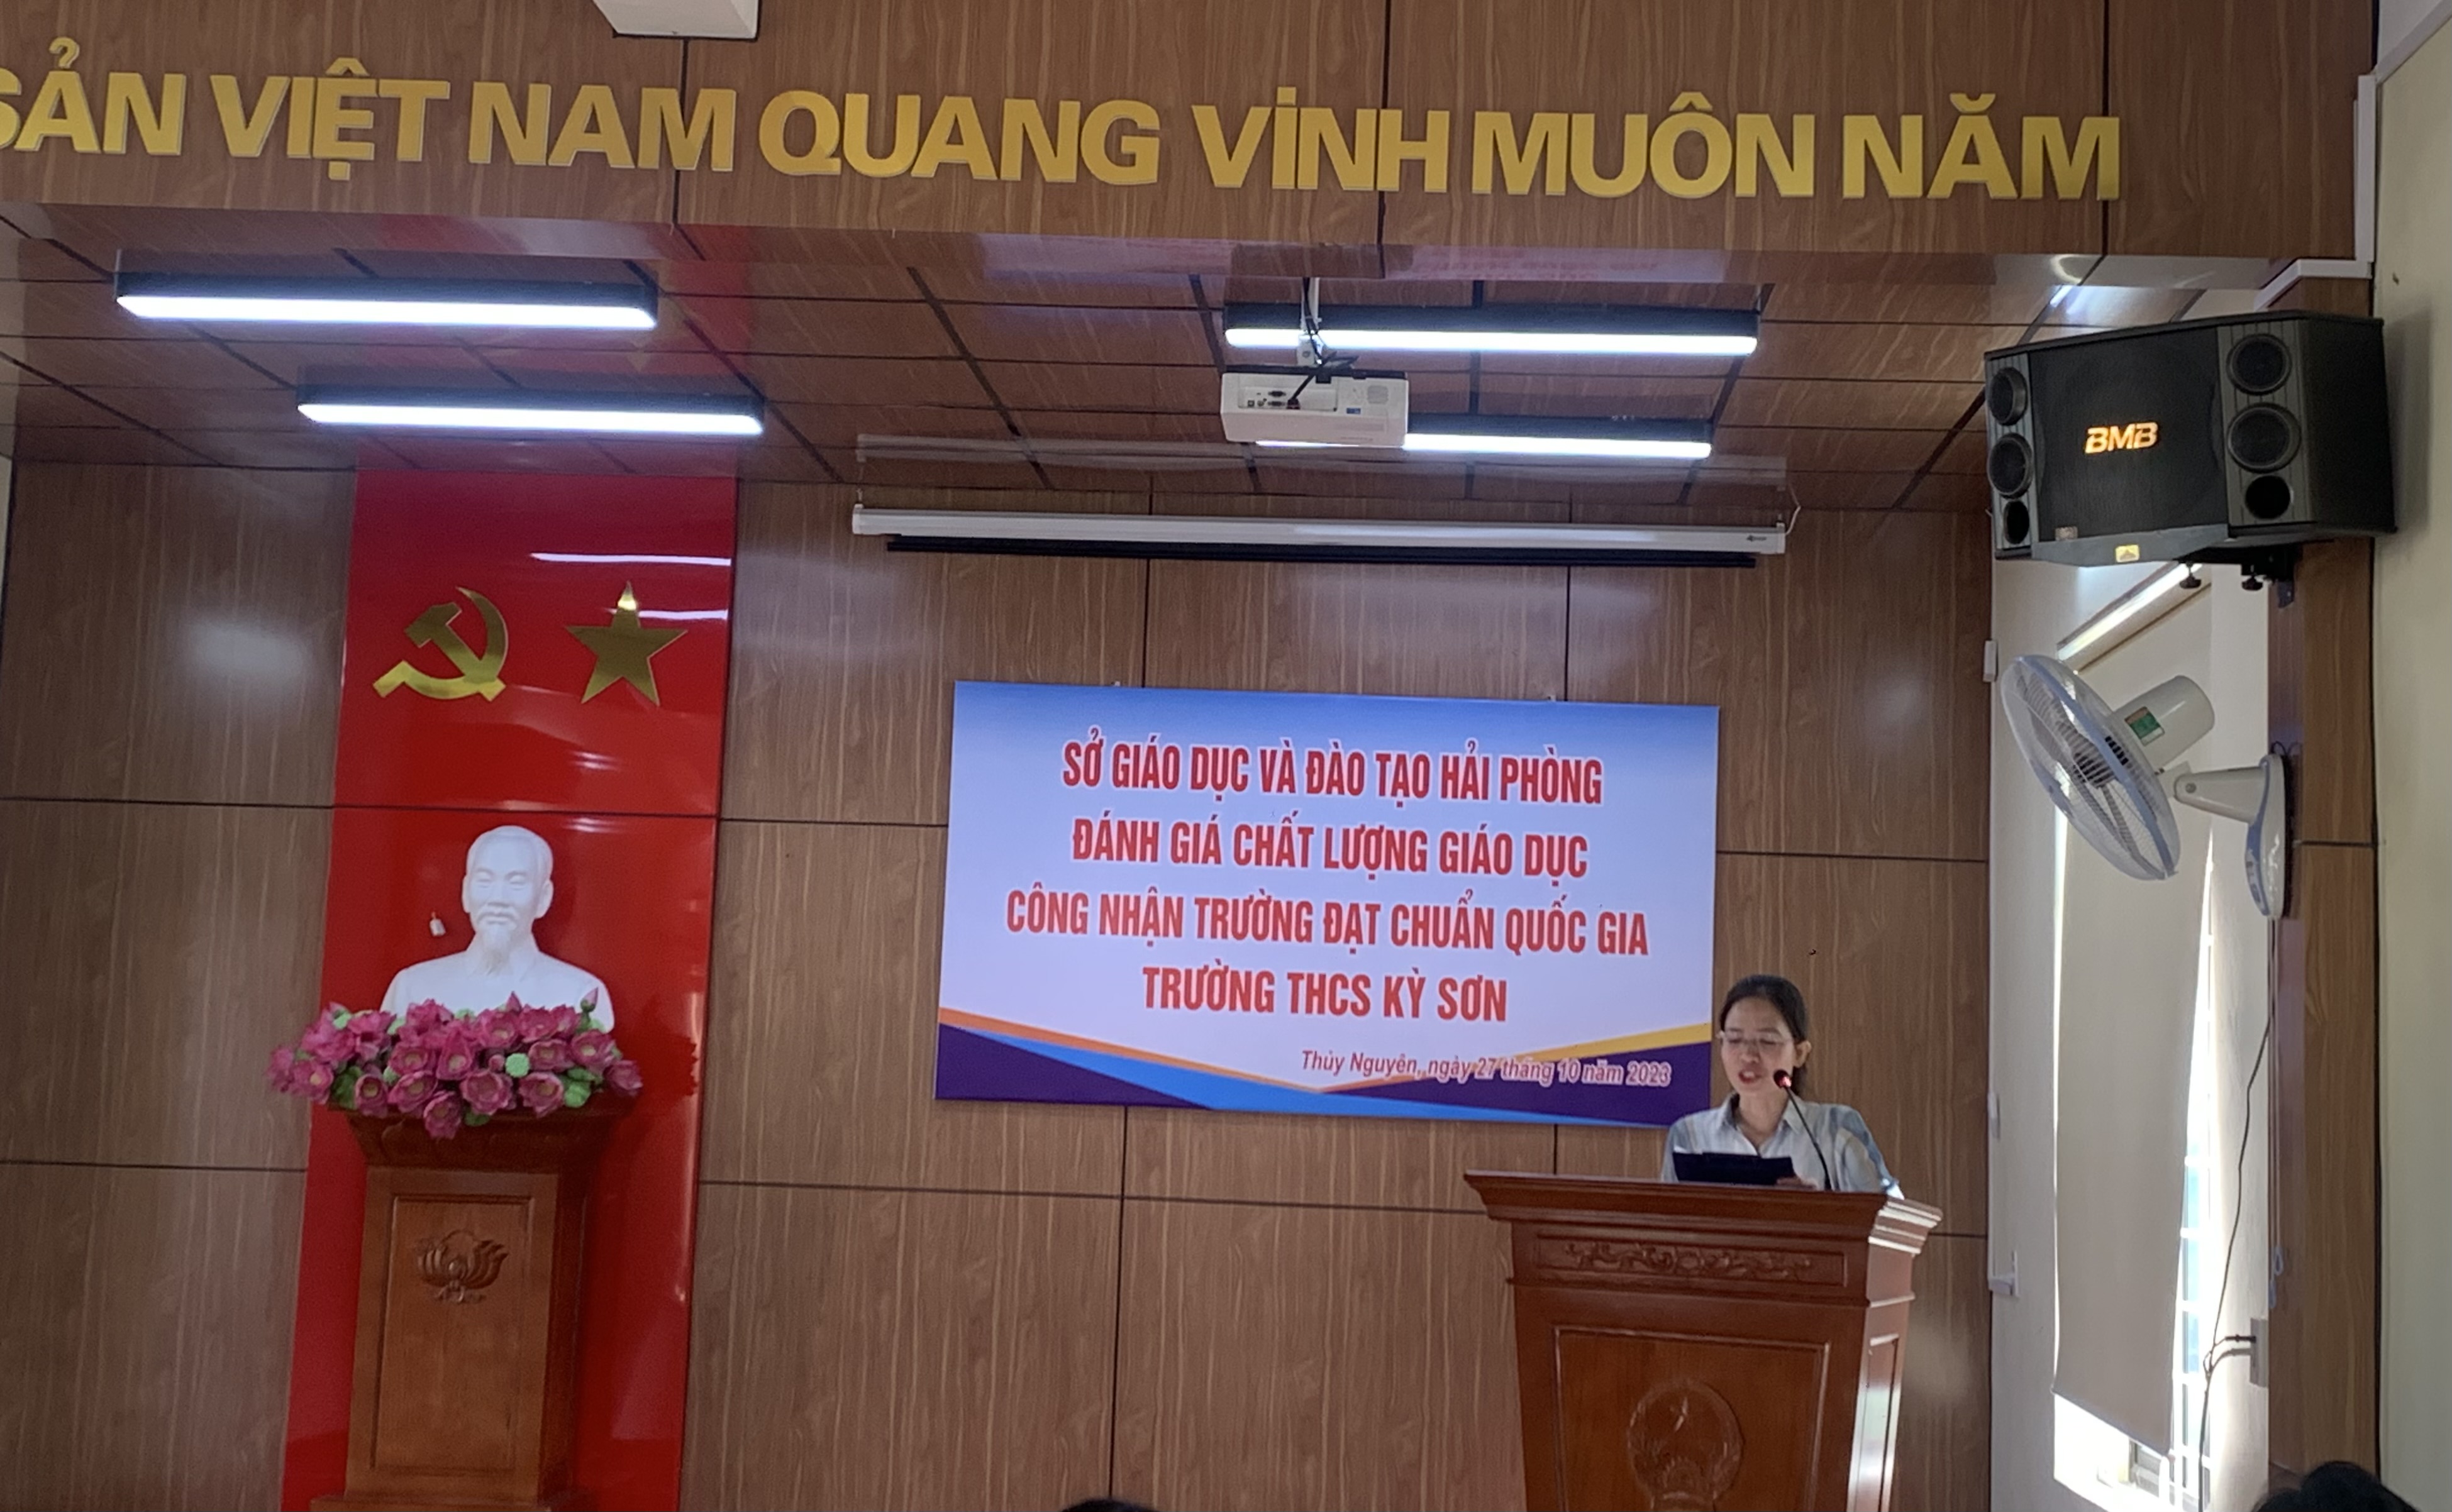 SẢN VIỆT NAM QUANG VINH MUÔN NĂM
BMB
SỞ GIÁO DỤC VÀ ĐÀO TẠO HẢI PHÒNG
ĐÁNH GIÁ CHẤT LƯỢNG GIÁO DỤC
CÔNG NHẬN TRƯỜNG ĐẠT CHUẨN QUỐC GIA
TRƯỜNG THCS KỲ SƠN
Thủy Nguyên, ngày 27 tháng 10 năm 2023